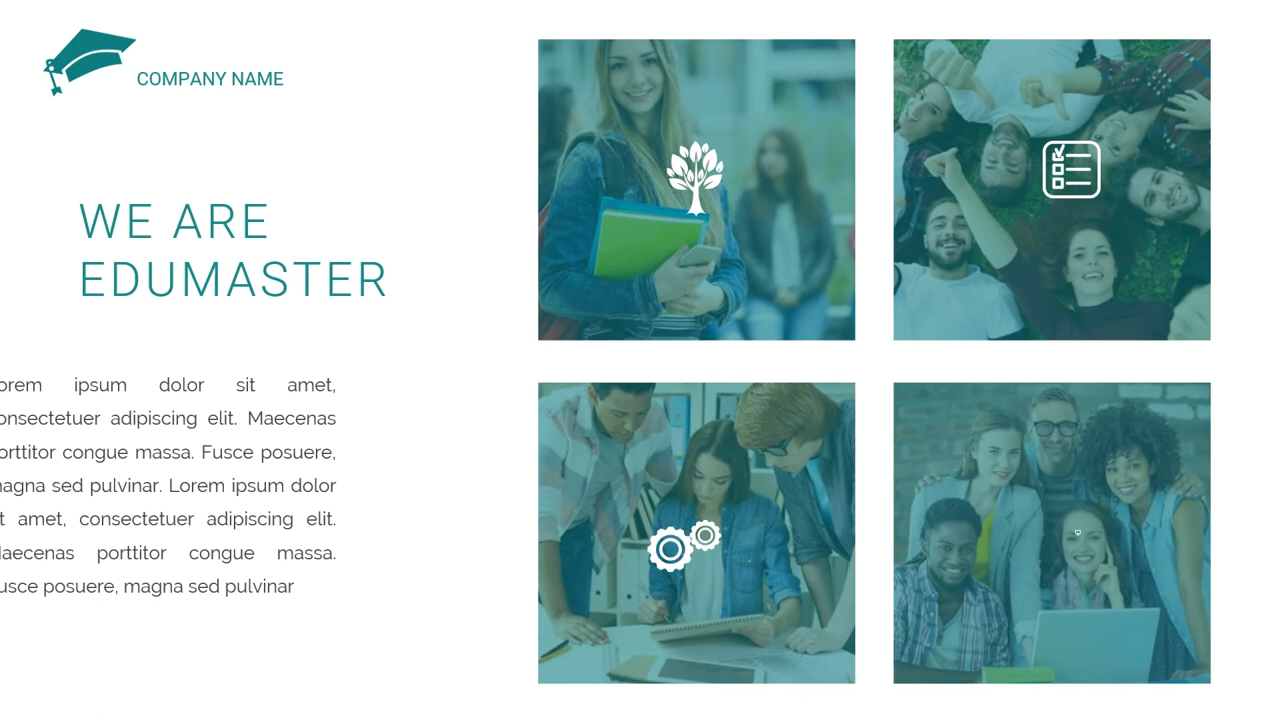 COMPANY NAME
WE ARE
EDUMASTER
orem ipsum dolor sit amet,
onsectetuer adipiscing elit. Maecenas
orttitor congue massa. Fusce posuere,
nagna sed pulvinar. Lorem ipsum dolor
t amet, consectetuer adipiscing elit.
aecenas porttitor congue massa.
usce posuere, magna sed pulvinar